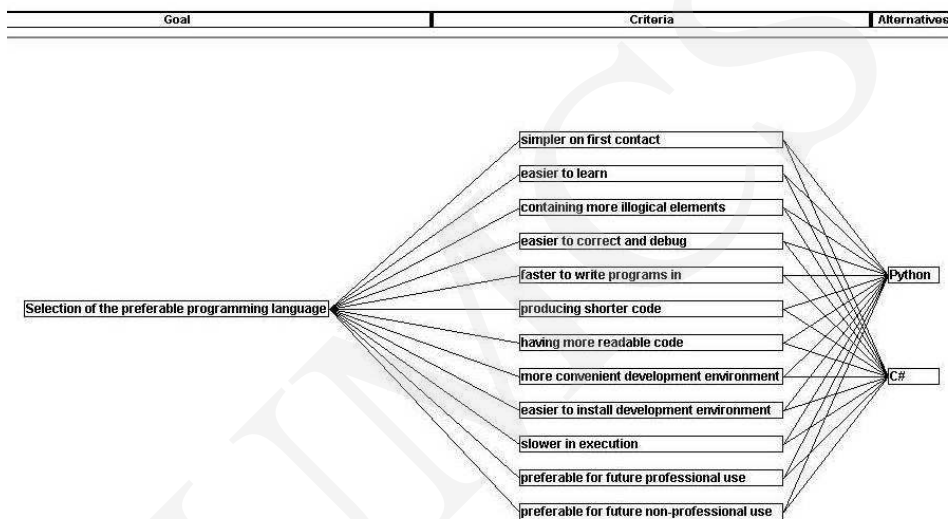 Goal Criteria Alternatives
simpler on first contact
easier to learn
containing more illogical elements
easier to correct and debug
faster to write programs in
Python
Selection of the preferable programming language
producing shorter code
having more readable code
more convenient development environment
C#
easier to install development environment
slower in execution
preferable for future professional use
preferable for future non-professional use
UMCS